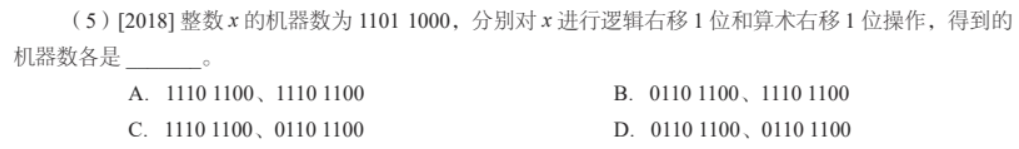 （5）[2018] 整数 x 的机器数为 1101 1000，分别对 x 进行逻辑右移 1 位和算术右移 1 位操作，得到的
机器数各是 ______。
A. 1110 1100、1110 1100
B. 0110 1100、1110 1100
C. 1110 1100、0110 1100
D. 0110 1100、0110 1100